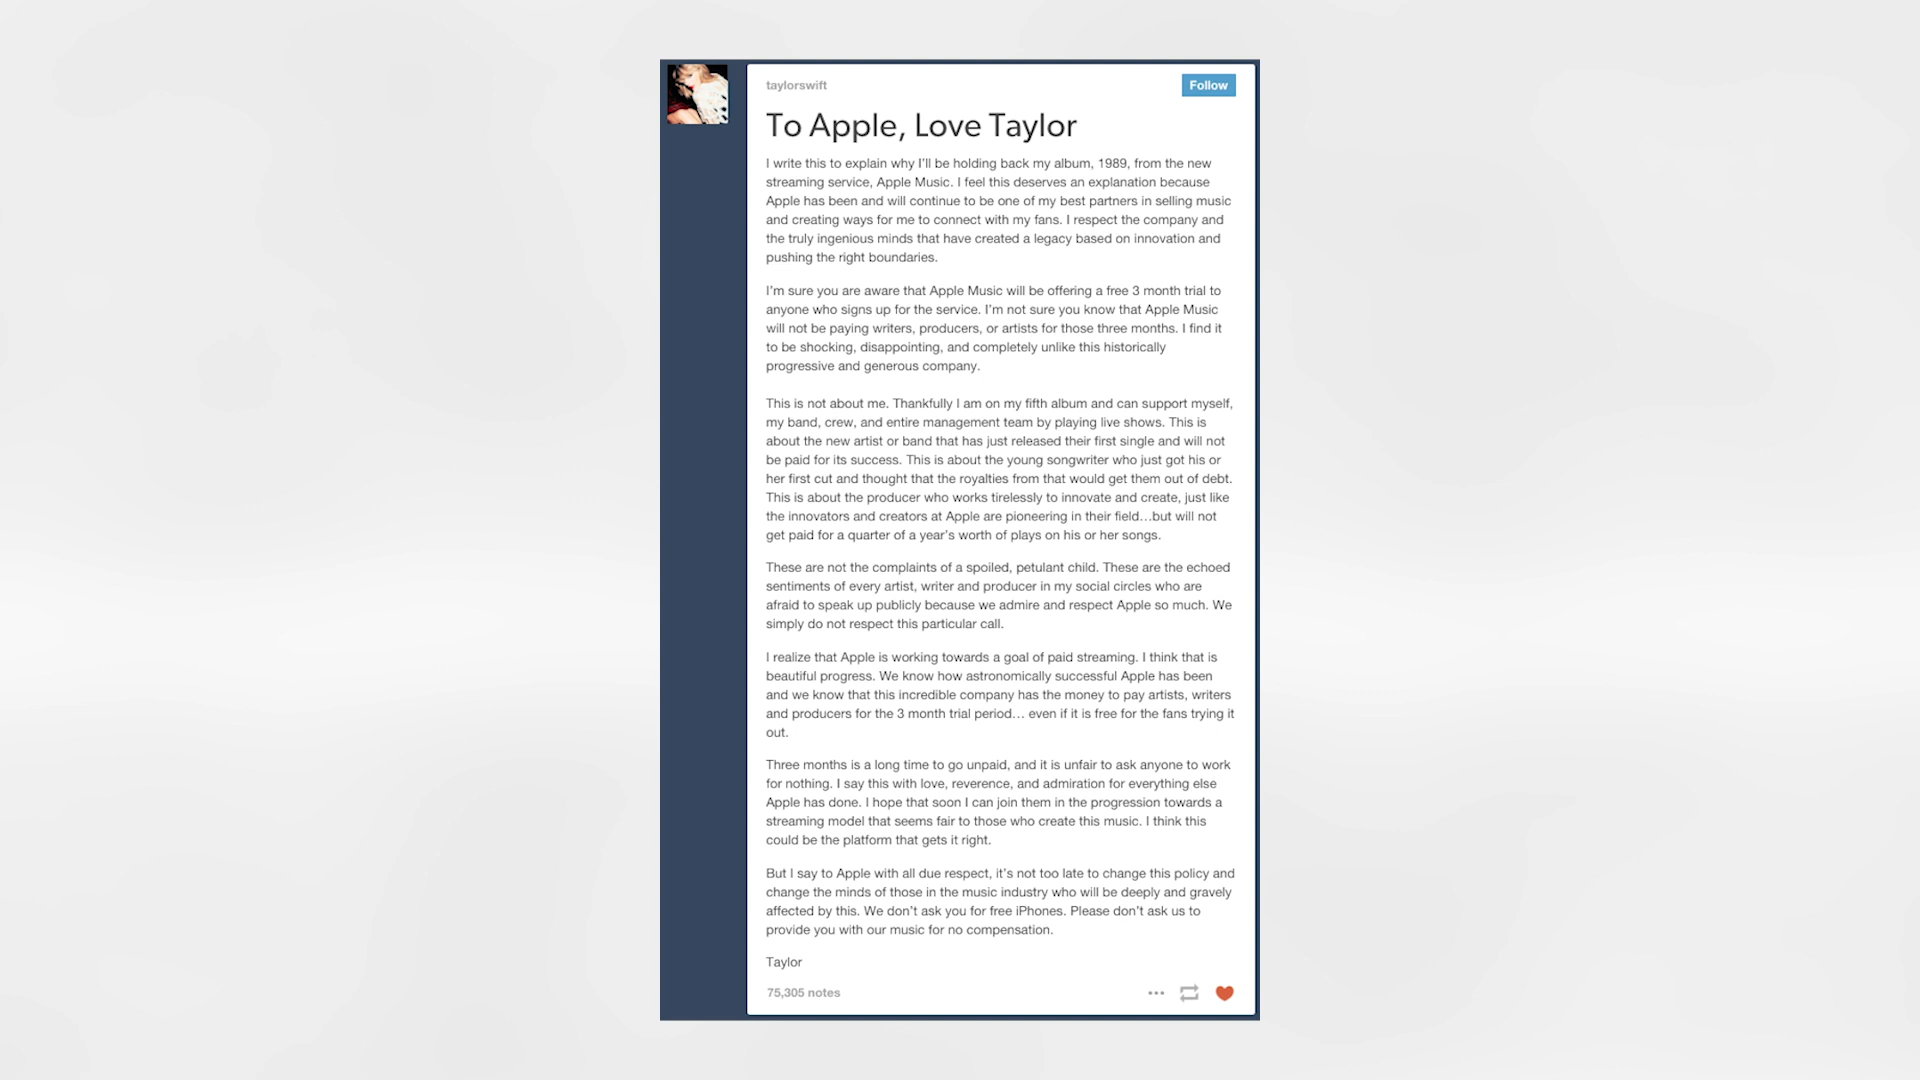 taylorswift
Follow
To Apple, Love Taylor
I write this to explain why I'll be holding back my album, 1989, from the new
streaming service, Apple Music. I feel this deserves an explanation because
Apple has been and will continue to be one of my best partners in selling music
and creating ways for me to connect with my fans. I respect the company and
the truly ingenious minds that have created a legacy based on innovation and
pushing the right boundaries.
I'm sure you are aware that Apple Music will be offering a free 3 month trial to
anyone who signs up for the service. I'm not sure you know that Apple Music
will not be paying writers, producers, or artists for those three months. I find it
to be shocking, disappointing, and completely unlike this historically
progressive and generous company.
This is not about me. Thankfully I am on my fifth album and can support myself,
my band, crew, and entire management team by playing live shows. This is
about the new artist or band that has just released their first single and will not
be paid for its success. This is about the young songwriter who just got his or
her first cut and thought that the royalties from that would get them out of debt.
This is about the producer who works tirelessly to innovate and create, just like
the innovators and creators at Apple are pioneering in their field…but will not
get paid for a quarter of a year's worth of plays on his or her songs.
These are not the complaints of a spoiled, petulant child. These are the echoed
sentiments of every artist, writer and producer in my social circles who are
afraid to speak up publicly because we admire and respect Apple so much. We
simply do not respect this particular call.
I realize that Apple is working towards a goal of paid streaming. I think that is
beautiful progress. We know how astronomically successful Apple has been
and we know that this incredible company has the money to pay artists, writers
and producers for the 3 month trial period… even if it is free for the fans trying it
out.
Three months is a long time to go unpaid, and it is unfair to ask anyone to work
for nothing. I say this with love, reverence, and admiration for everything else
Apple has done. I hope that soon I can join them in the progression towards a
streaming model that seems fair to those who create this music. I think this
could be the platform that gets it right.
But I say to Apple with all due respect, it's not too late to change this policy and
change the minds of those in the music industry who will be deeply and gravely
affected by this. We don't ask you for free iPhones. Please don't ask us to
provide you with our music for no compensation.
Taylor
75,305 notes